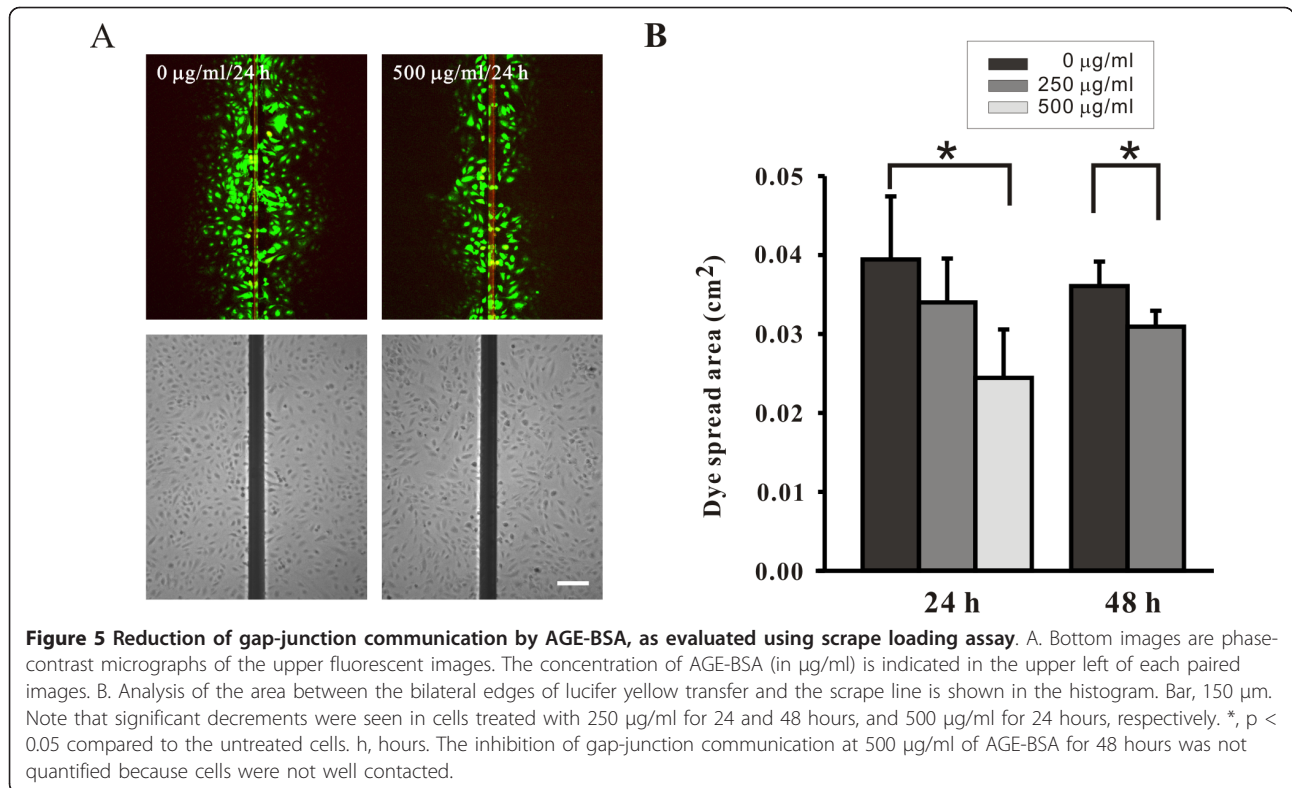 A
0 µg/ml/24 h
500 µg/ml/24 h
B
0 µg/ml
250 µg/ml
500 µg/ml
*
*
Dye spread area (cm²)
0.05
0.04
0.03
0.02
0.01
0.00
24 h
48 h
Figure 5 Reduction of gap-junction communication by AGE-BSA, as evaluated using scrape loading assay. A. Bottom images are phase-
contrast micrographs of the upper fluorescent images. The concentration of AGE-BSA (in µg/ml) is indicated in the upper left of each paired
images. B. Analysis of the area between the bilateral edges of lucifer yellow transfer and the scrape line is shown in the histogram. Bar, 150 µm.
Note that significant decrements were seen in cells treated with 250 µg/ml for 24 and 48 hours, and 500 µg/ml for 24 hours, respectively. *, p <
0.05 compared to the untreated cells. h, hours. The inhibition of gap-junction communication at 500 µg/ml of AGE-BSA for 48 hours was not
quantified because cells were not well contacted.